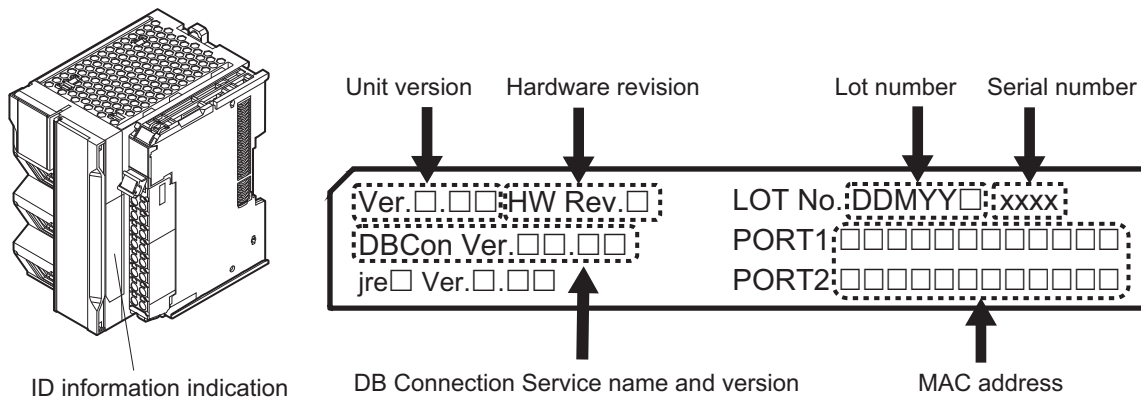 Unit version Hardware revision Lot number Serial number
Ver.□.□□ HW Rev.□ LOT No. DDMYY□ xxxx
DBCon Ver.□□.□□ PORT1 □□□□□□□□□□□□
jre□ Ver.□.□□ PORT2 □□□□□□□□□□□□
ID information indication DB Connection Service name and version MAC address